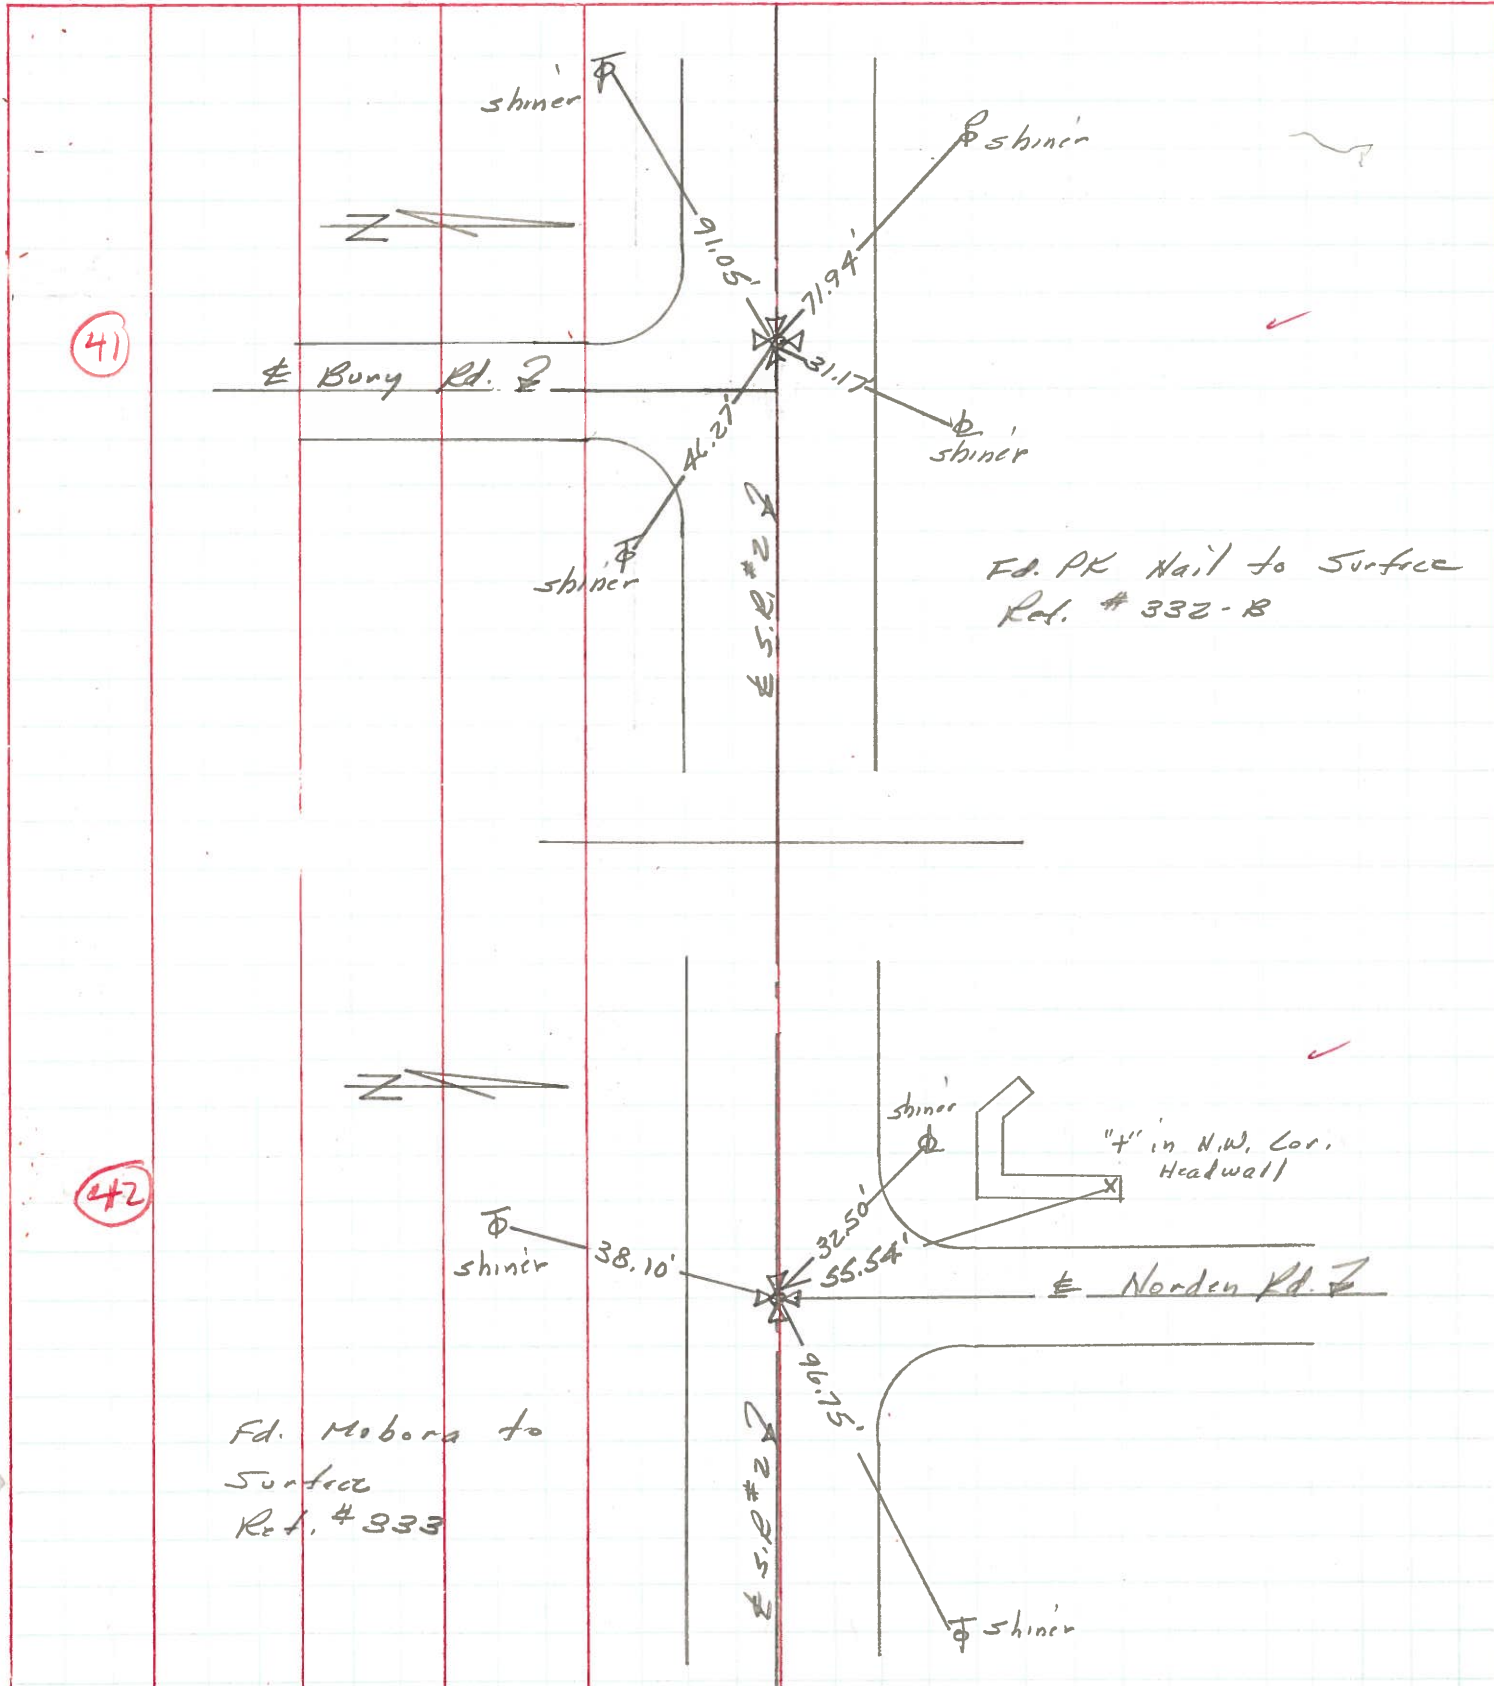 shiner
shiner
91.05'
71.94'
N
41
℄ Bury Rd.
31.17'
46.27'
shiner
shiner
℄ S.R. #2
Fd. PK Nail to Surface
Ref. # 332-B
N
shiner
"+" in N.W. Cor.
Headwall
42
shiner
38.10'
32.50'
55.54'
℄ Norden Rd.
96.75'
Fd. Mobora to
Surface
Ref. # 333
℄ S.R #2
shiner